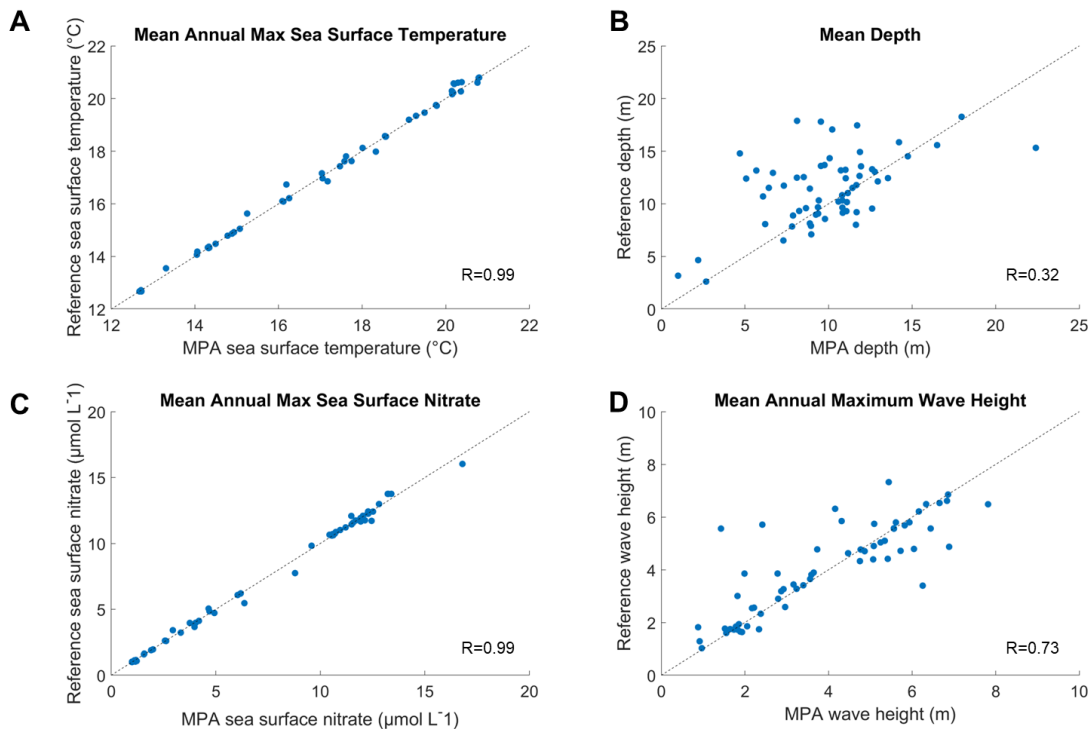 A
Mean Annual Max Sea Surface Temperature
Reference sea surface temperature (°C)
22
20
18
16
14
12
12
14
16
18
20
22
R=0.99
MPA sea surface temperature (°C)
B
Mean Depth
Reference depth (m)
25
20
15
10
5
0
0
5
10
15
20
25
R=0.32
MPA depth (m)
C
Mean Annual Max Sea Surface Nitrate
Reference sea surface nitrate (µmol L⁻1)
20
15
10
5
0
0
5
10
15
20
R=0.99
MPA sea surface nitrate (µmol L⁻1)
D
Mean Annual Maximum Wave Height
Reference wave height (m)
10
8
6
4
2
0
0
2
4
6
8
10
R=0.73
MPA wave height (m)